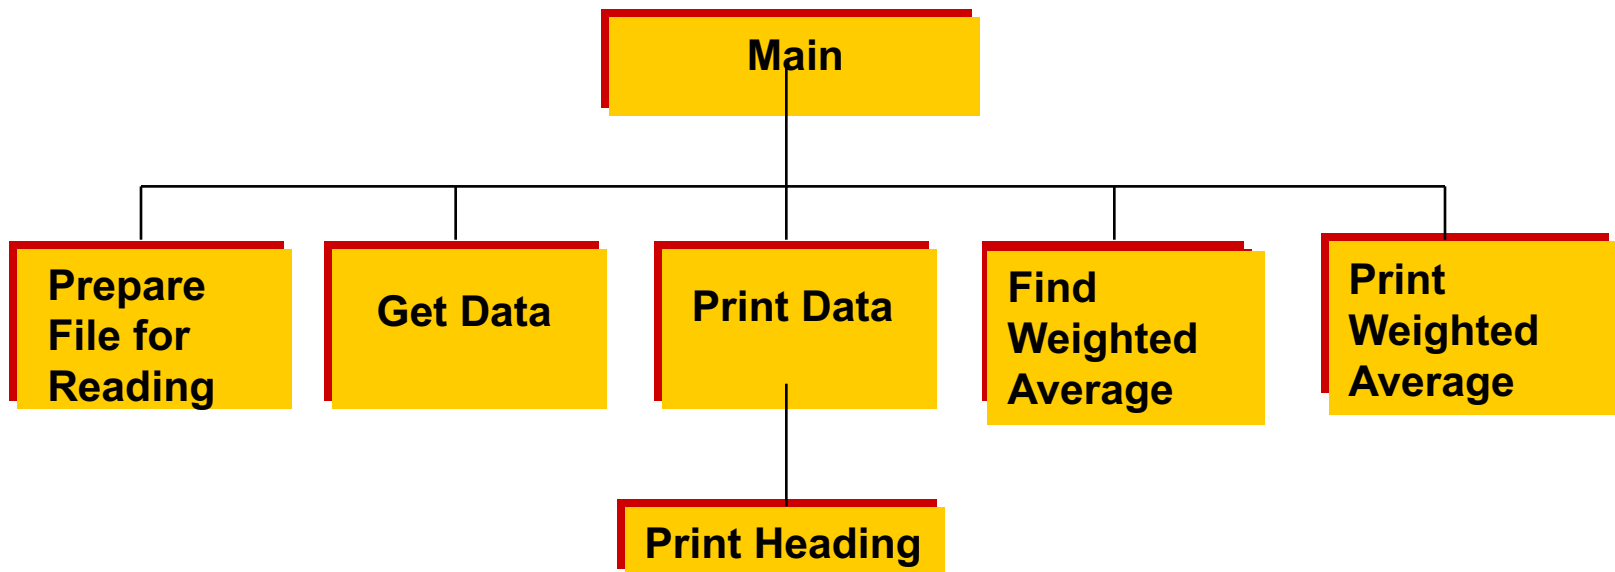 Main
Prepare
File for
Reading
Get Data
Print Data
Find
Weighted
Average
Print
Weighted
Average
Print Heading